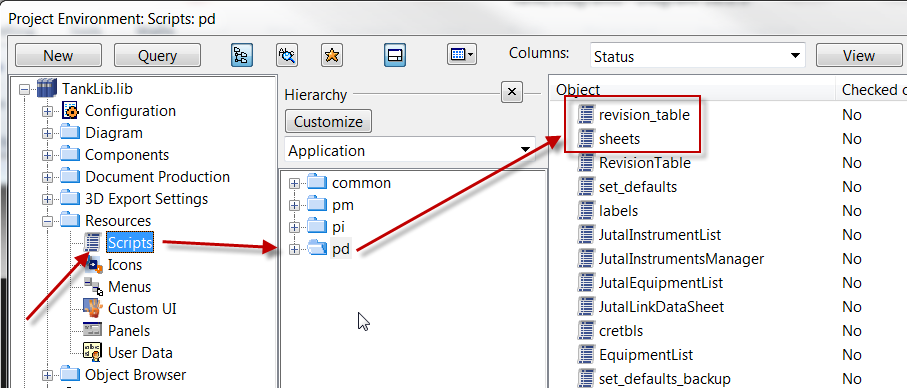 Project Environment: Scripts: pd
New Query Columns: Status View
TankLib.lib
Configuration
Diagram
Components
Document Production
3D Export Settings
Resources
Scripts
Icons
Menus
Custom UI
Panels
User Data
Object Browser
Hierarchy
Customize
Application
common
pm
pi
pd
Object Checked o
revision_table No
sheets No
RevisionTable No
set_defaults No
labels No
JutalInstrumentList No
JutalInstrumentsManager No
JutalEquipmentList No
JutalLinkDataSheet No
cretbls No
EquipmentList No
set_defaults_backup No